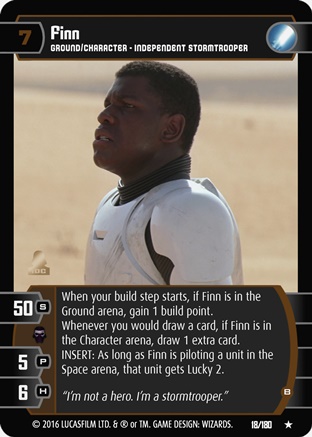 7
Finn
GROUND/CHARACTER - INDEPENDENT STORMTROOPER
50 S
When your build step starts, if Finn is in the
Ground arena, gain 1 build point.
Whenever you would draw a card, if Finn is in
the Character arena, draw 1 extra card.
5 P
INSERT: As long as Finn is piloting a unit in the
Space arena, that unit gets Lucky 2.
6 H
“I’m not a hero. I’m a stormtrooper.”
B
© 2016 LUCASFILM LTD. & ® or TM. GAME DESIGN: WIZARDS.
18/180